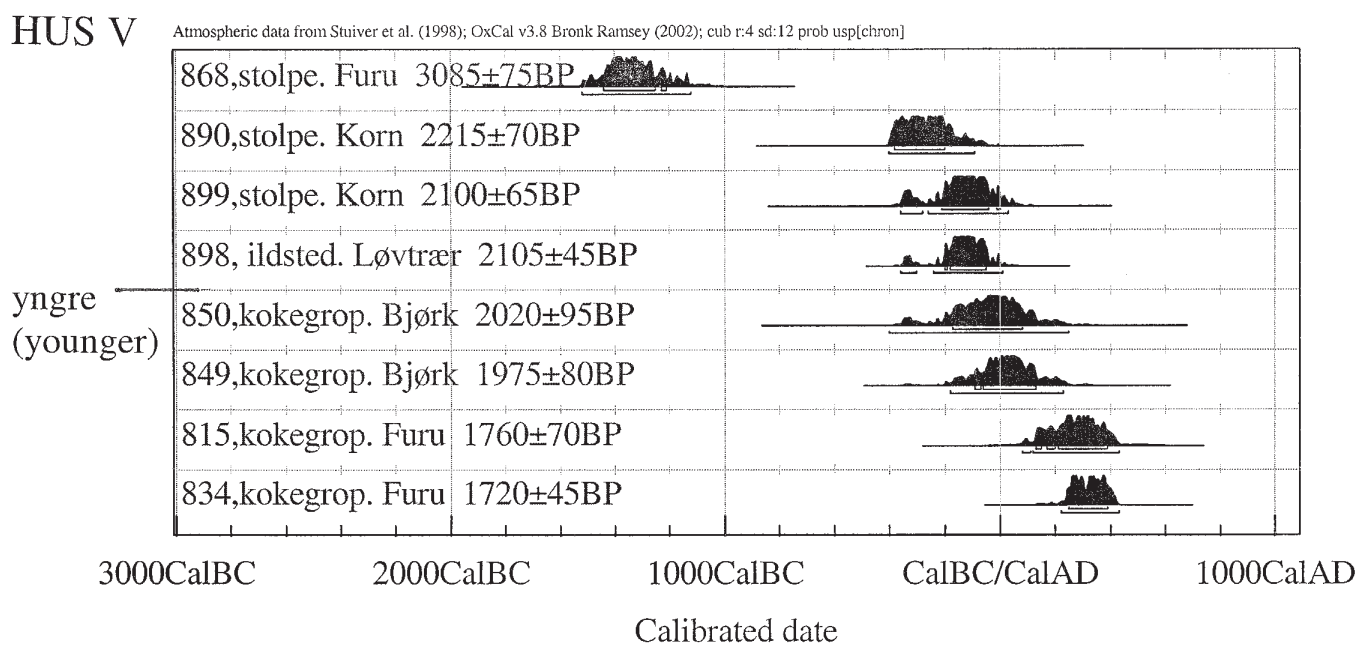 HUS V
Atmospheric data from Stuiver et al. (1998); OxCal v3.8 Bronk Ramsey (2002); cub r:4 sd:12 prob usp[chron]
868,stolpe. Furu 3085±75BP
890,stolpe. Korn 2215±70BP
899,stolpe. Korn 2100±65BP
898, ildsted. Løvtrær 2105±45BP
yngre
(younger)
850,kokegrop. Bjørk 2020±95BP
849,kokegrop. Bjørk 1975±80BP
815,kokegrop. Furu 1760±70BP
834,kokegrop. Furu 1720±45BP
3000CalBC 2000CalBC 1000CalBC CalBC/CalAD 1000CalAD
Calibrated date